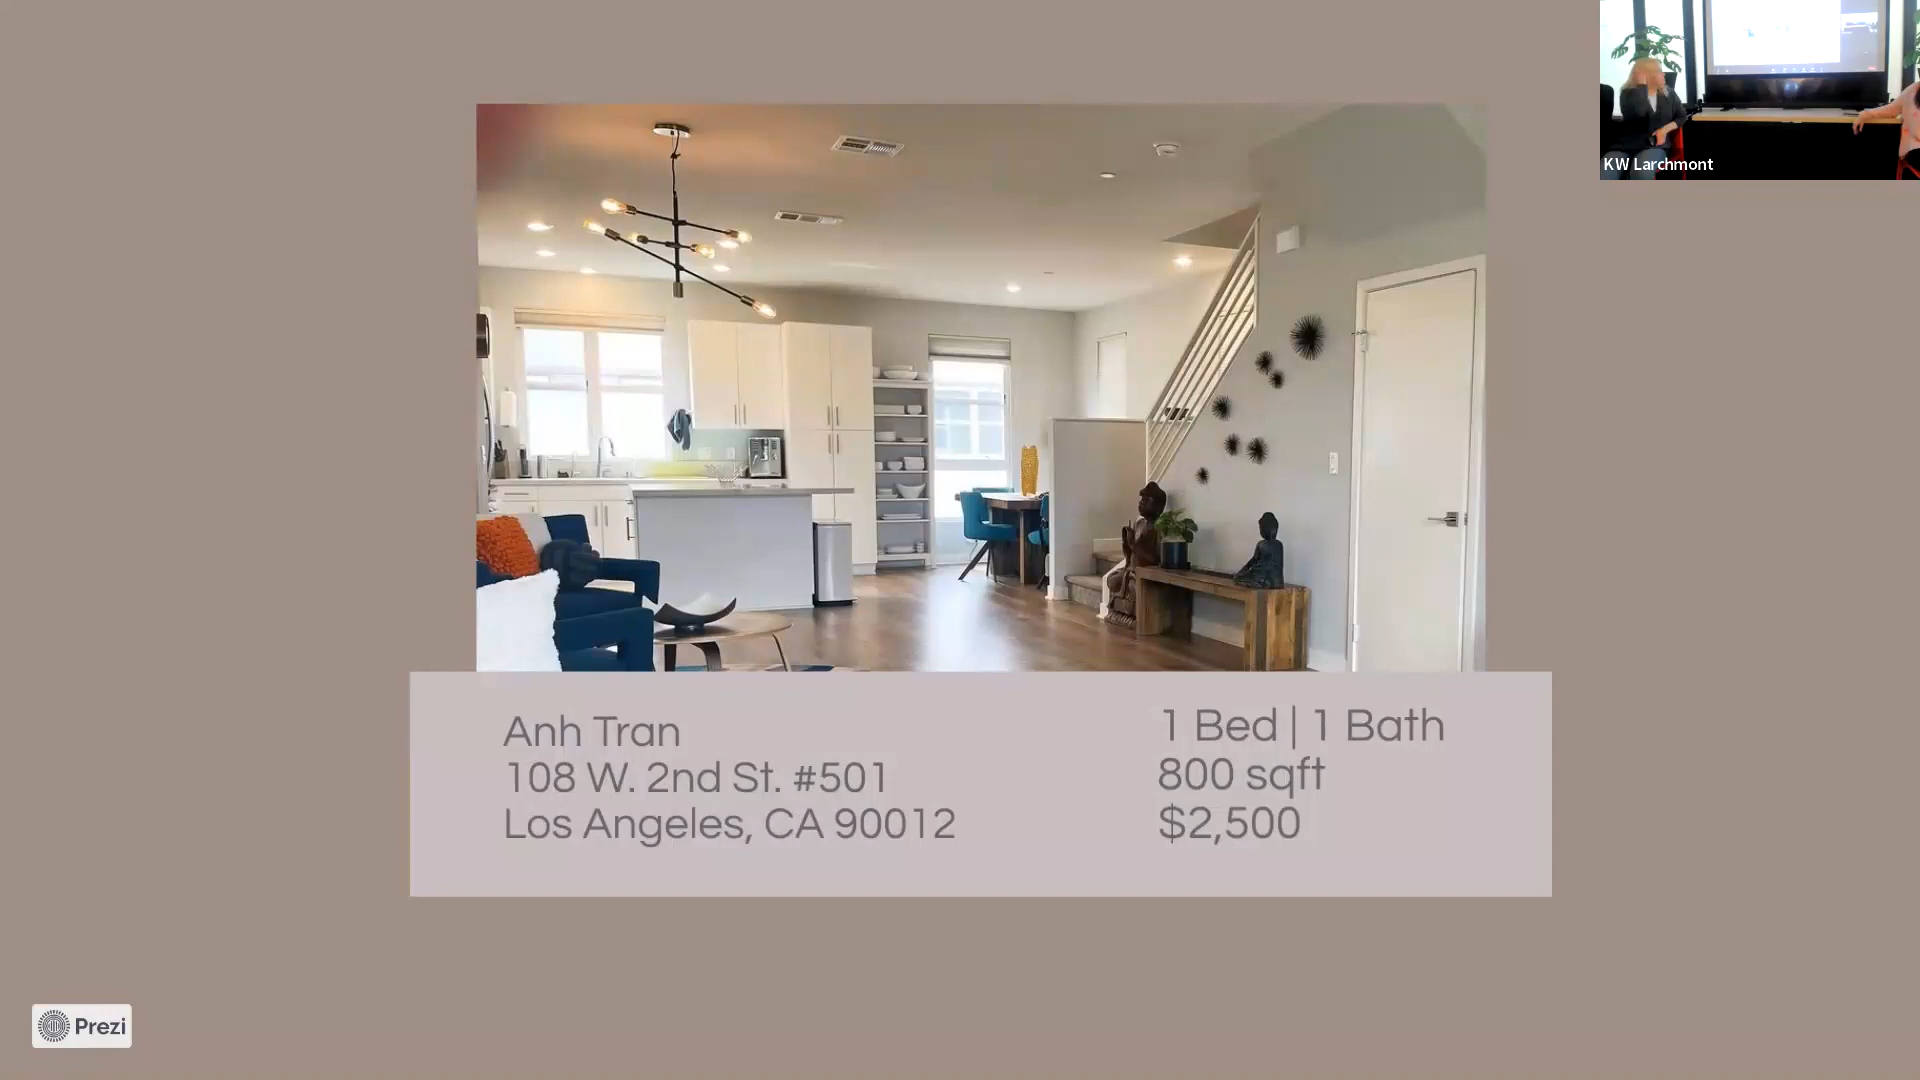 KW Larchmont
Anh Tran
108 W. 2nd St. #501
Los Angeles, CA 90012
1 Bed | 1 Bath
800 sqft
$2,500
Prezi